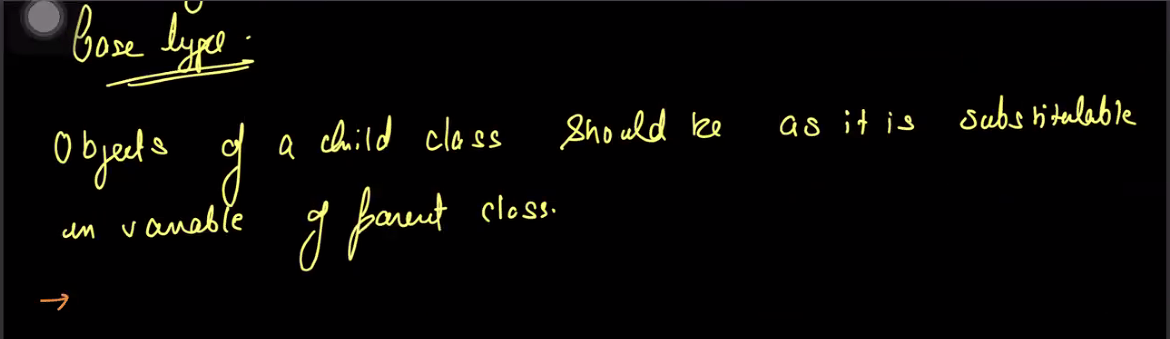 base type.
Objects of a child class should be as it is substitutable
in variable of parent class.
→